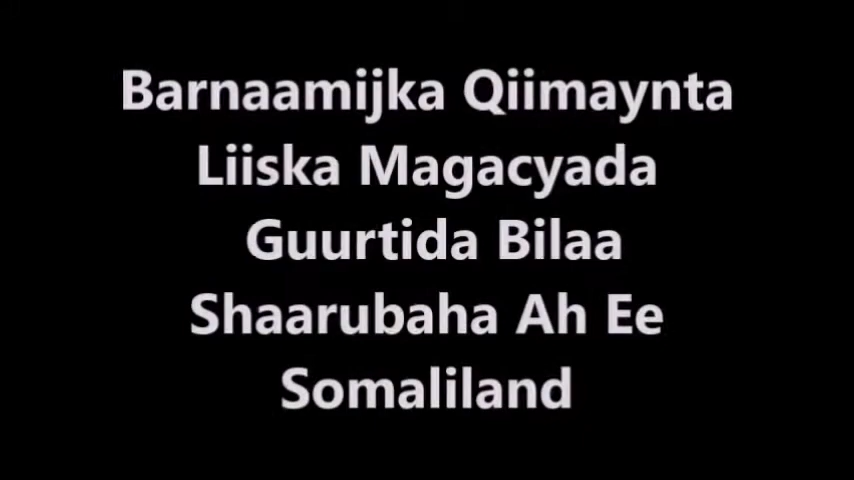 Barnaamijka Qiimaynta
Liiska Magacyada
Guurtida Bilaa
Shaarubaha Ah Ee
Somaliland